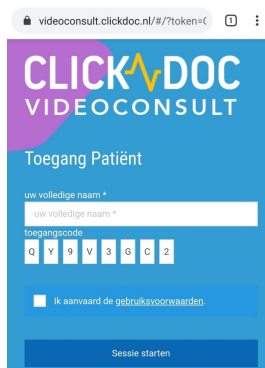 videoconsult.clickdoc.nl/#/?token=(
1
CLICK DOC
VIDEOCONSULT
Toegang Patiënt
uw volledige naam *
uw volledige naam *
toegangscode
Q Y 9 V 3 G C 2
Ik aanvaard de gebruiksvoorwaarden.
Sessie starten